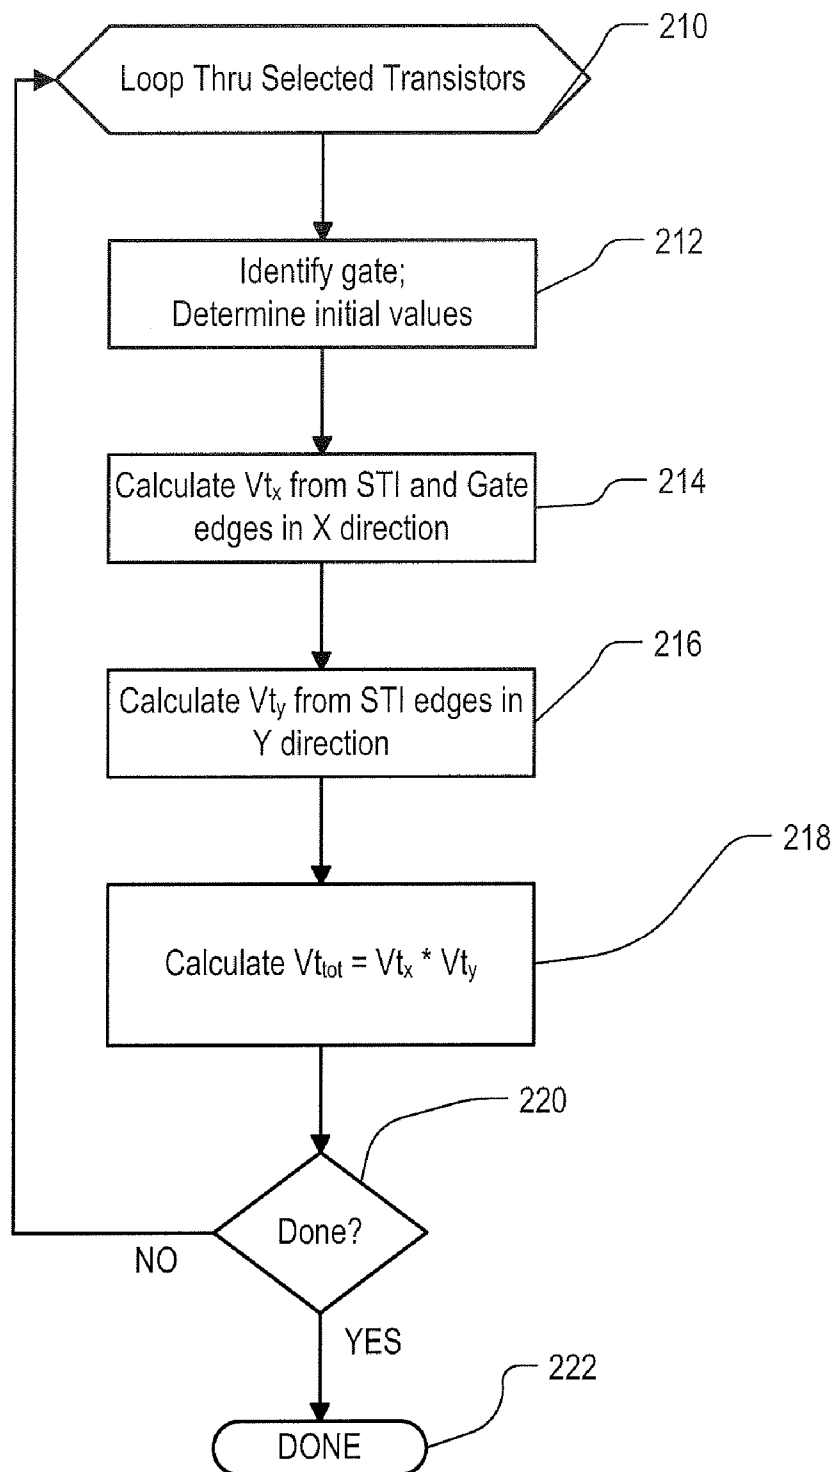 210
Loop Thru Selected Transistors
212
Identify gate;
Determine initial values
214
Calculate Vtx from STI and Gate
edges in X direction
216
Calculate Vty from STI edges in
Y direction
218
Calculate Vttot = Vtx * Vty
220
Done?
NO
YES
222
DONE